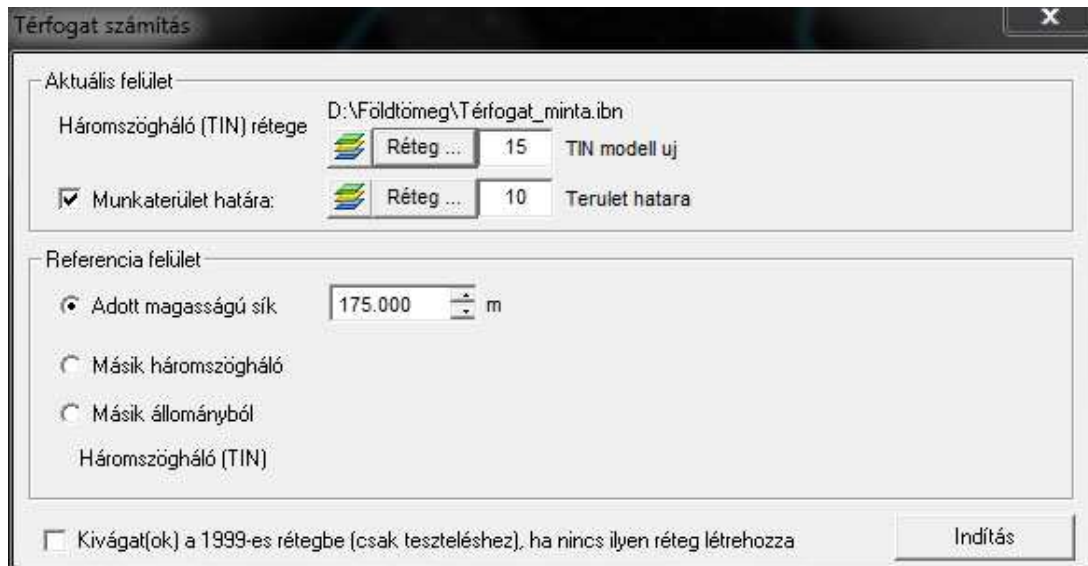 Térfogat számítás
x
Aktuális felület
D:\Földtömeg\Térfogat_minta.ibn
Háromszögháló (TIN) rétege
Réteg ... 15 TIN modell uj
Munkaterület határa: Réteg ... 10 Terulet hatara
Referencia felület
Adott magasságú sík 175.000 m
Másik háromszögháló
Másik állományból
Háromszögháló (TIN)
Kivágat(ok) a 1999-es rétegbe (csak teszteléshez), ha nincs ilyen réteg létrehozza Indítás